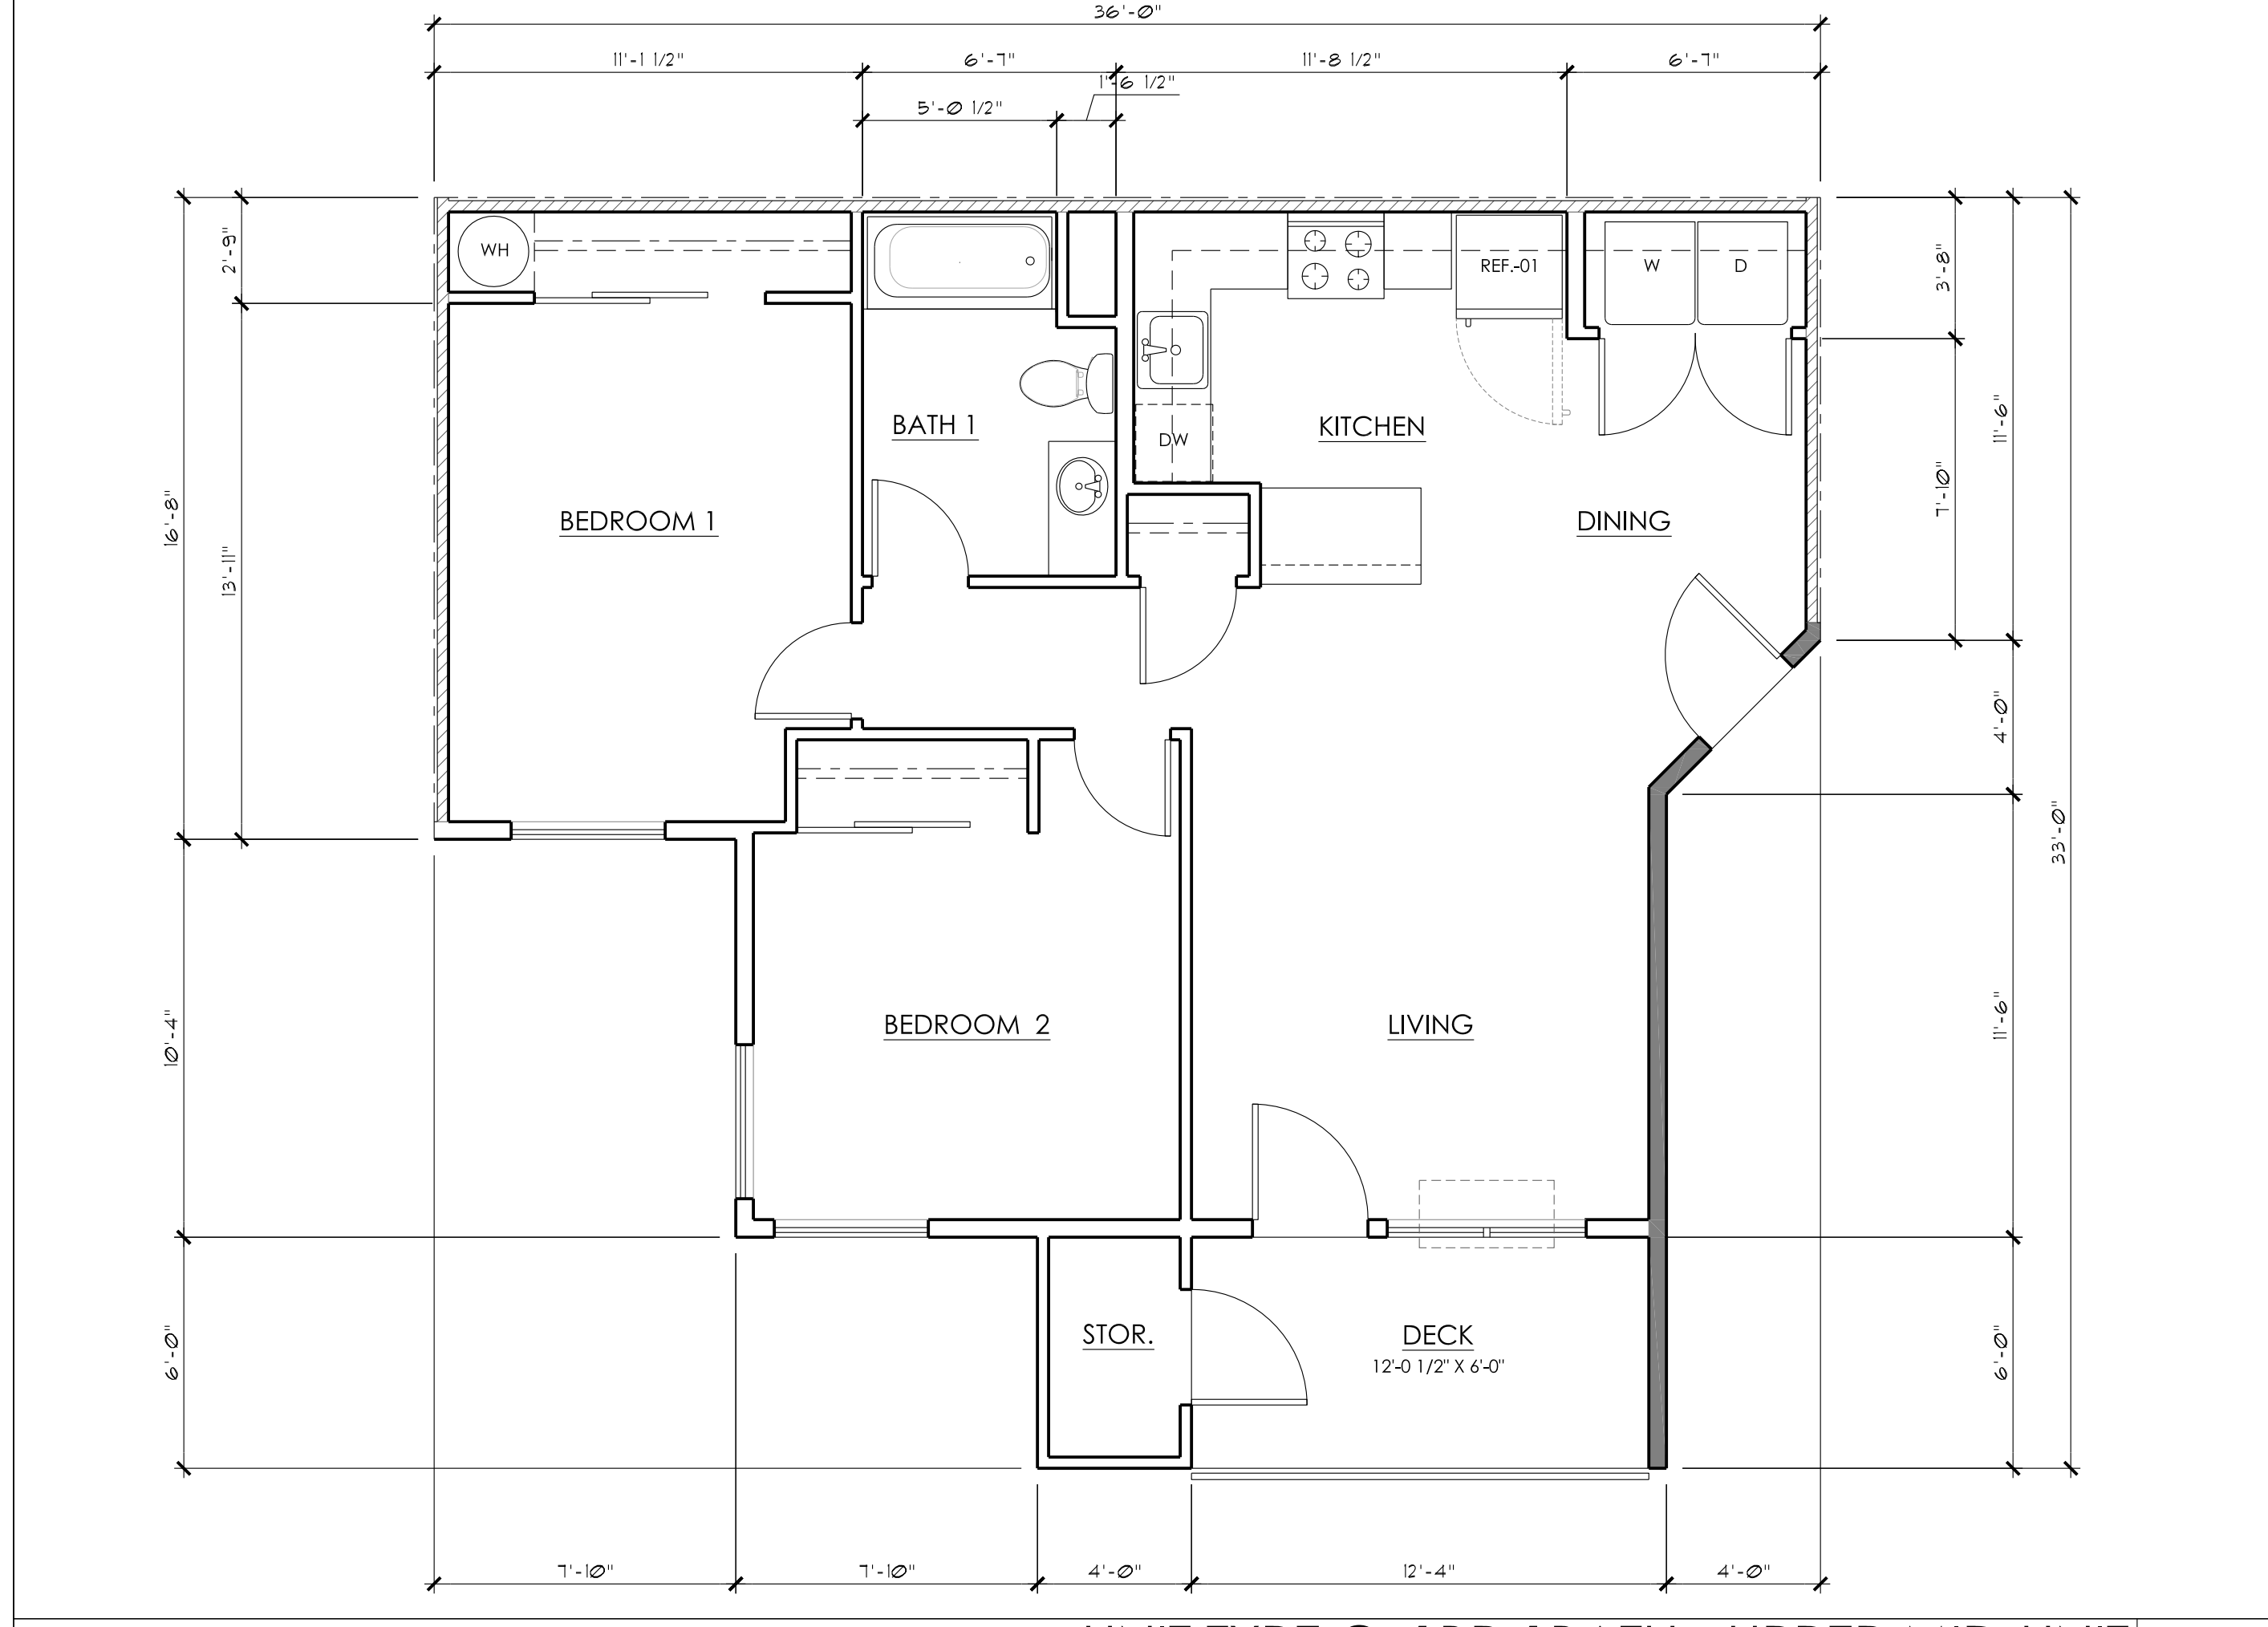 36'-0"
11'-1 1/2" 6'-7" 11'-8 1/2" 6'-7"
1'-6 1/2"
5'-0 1/2"
2'-9"
WH
REF.-01
W
D
3'-8"
BATH 1
KITCHEN
DW
11'-6"
7'-10"
16'-8"
13'-11"
BEDROOM 1
DINING
4'-0"
33'-0"
10'-4"
BEDROOM 2
LIVING
11'-6"
6'-0"
STOR.
DECK
12'-0 1/2" X 6'-0"
6'-0"
7'-10" 7'-10" 4'-0" 12'-4" 4'-0"